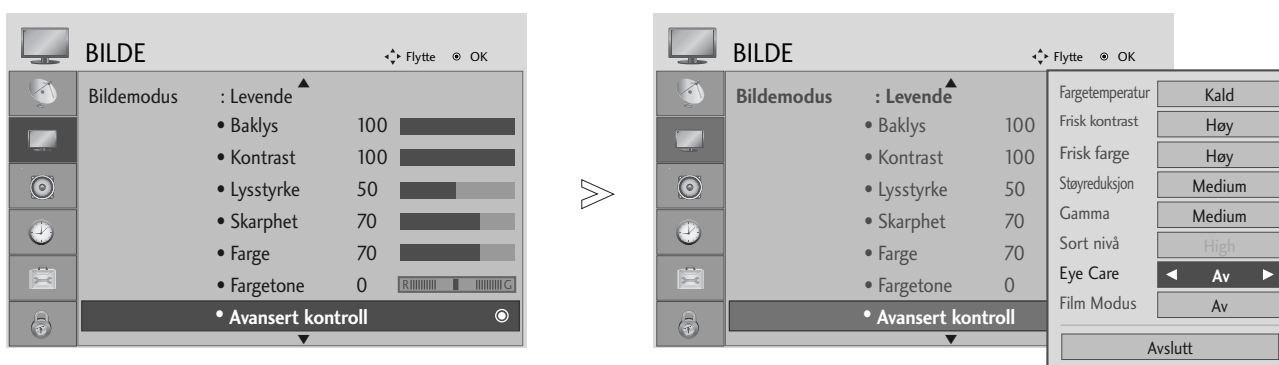 BILDE
Flytte OK
Bildemodus : Levende
• Baklys 100
• Kontrast 100
• Lysstyrke 50
• Skarphet 70
• Farge 70
• Fargetone 0 R G
• Avansert kontroll
BILDE
Flytte OK
Bildemodus : Levende
• Baklys 100
• Kontrast 100
• Lysstyrke 50
• Skarphet 70
• Farge 70
• Fargetone 0
• Avansert kontroll
Fargetemperatur Kald
Frisk kontrast Høy
Frisk farge Høy
Støyreduksjon Medium
Gamma Medium
Sort nivå High
Eye Care Av
Film Modus Av
Avslutt